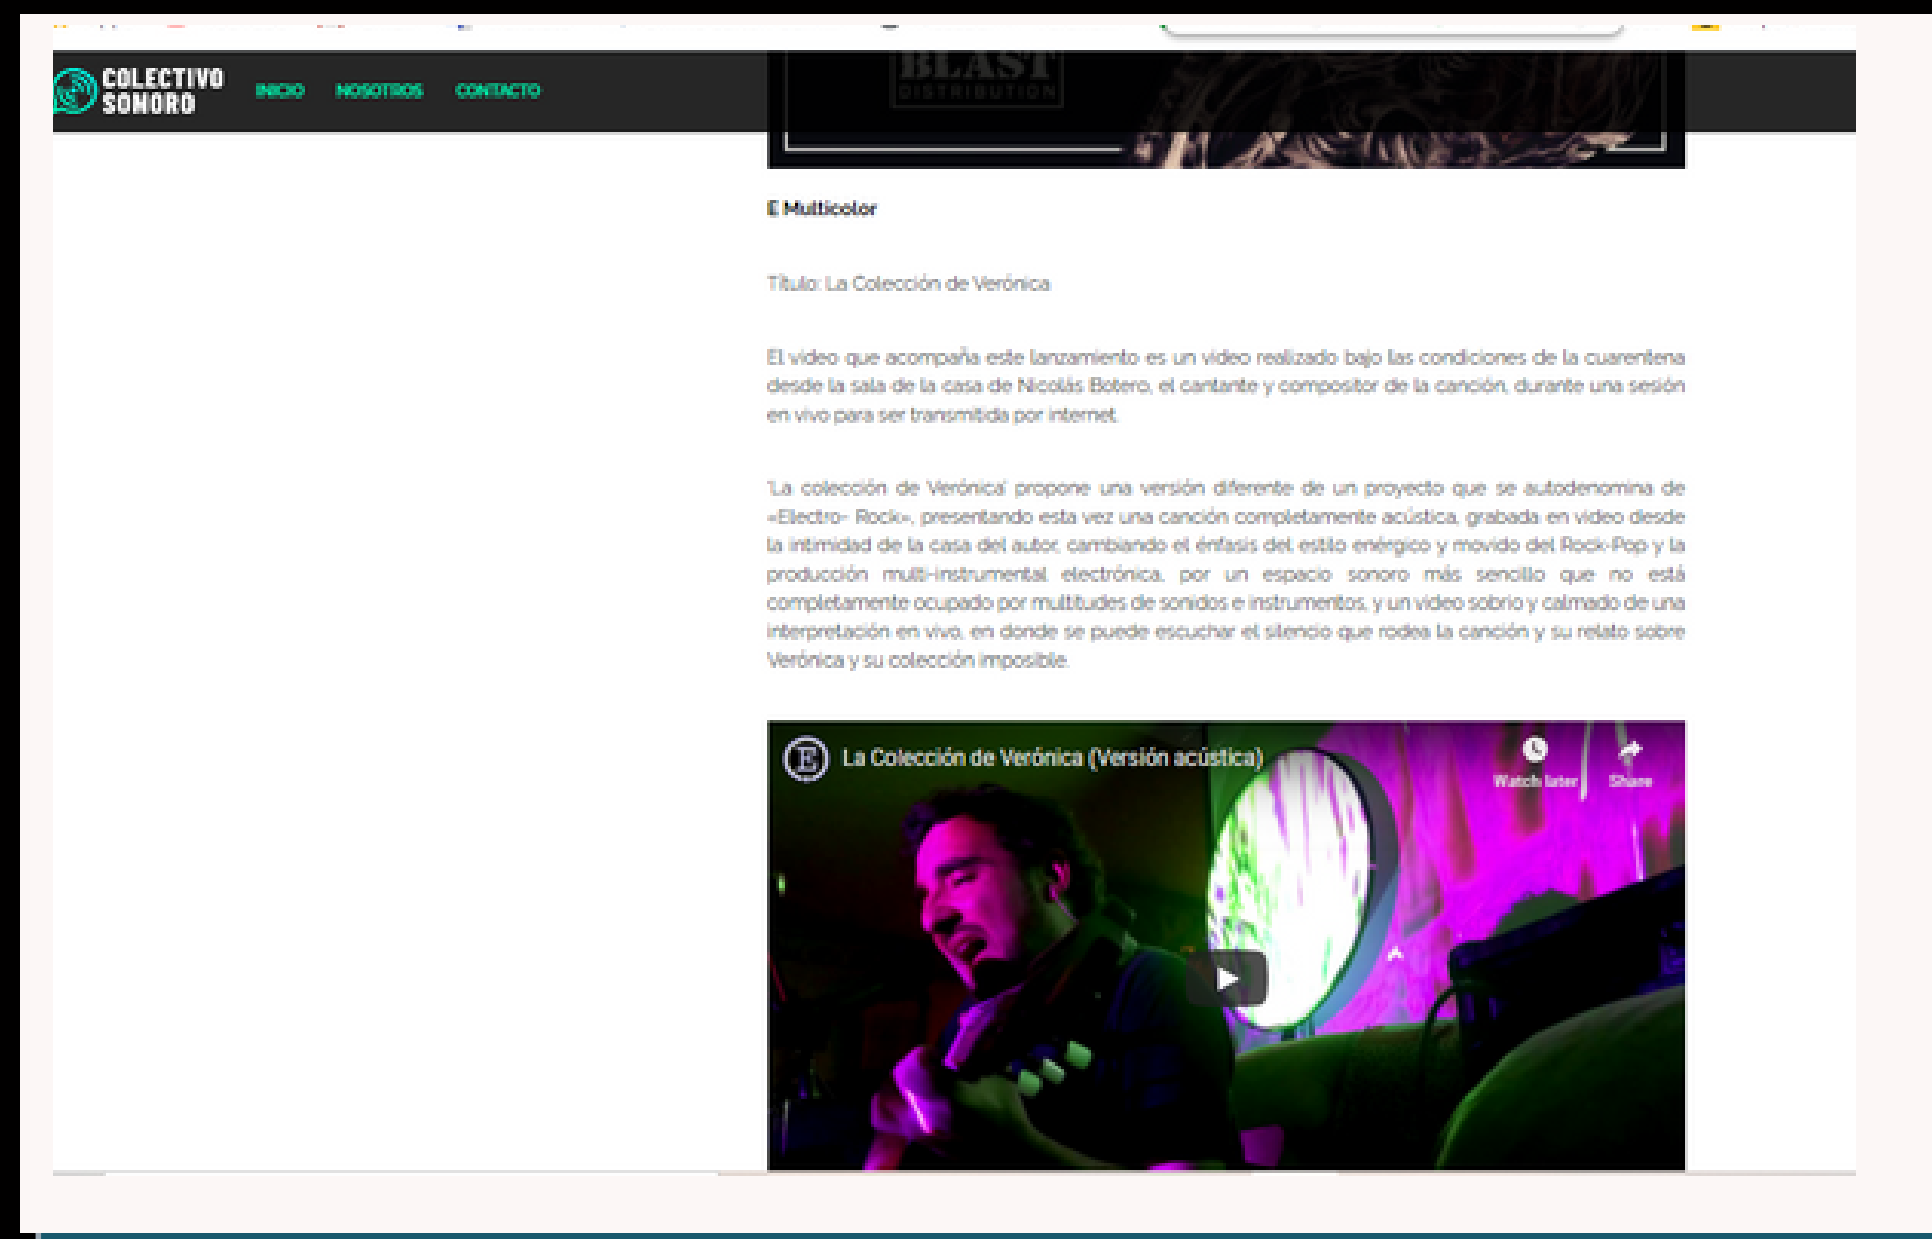 BLAST
DISTRIBUTION
COLECTIVO
SONORO
INICIO NOSOTROS CONTACTO
E Multicolor
Título: La Colección de Verónica
El video que acompaña este lanzamiento es un video realizado bajo las condiciones de la cuarentena
desde la sala de la casa de Nicolás Botero, el cantante y compositor de la canción, durante una sesión
en vivo para ser transmitida por internet.
'La colección de Verónica' propone una versión diferente de un proyecto que se autodenomina de
«Electro- Rock», presentando esta vez una canción completamente acústica, grabada en video desde
la intimidad de la casa del autor, cambiando el énfasis del estilo enérgico y movido del Rock-Pop y la
producción multi-instrumental electrónica, por un espacio sonoro más sencillo que no está
completamente ocupado por multitudes de sonidos e instrumentos, y un video sobrio y calmado de una
interpretación en vivo, en donde se puede escuchar el silencio que rodea la canción y su relato sobre
Verónica y su colección imposible.
E La Colección de Verónica (Versión acústica)
Watch later Share